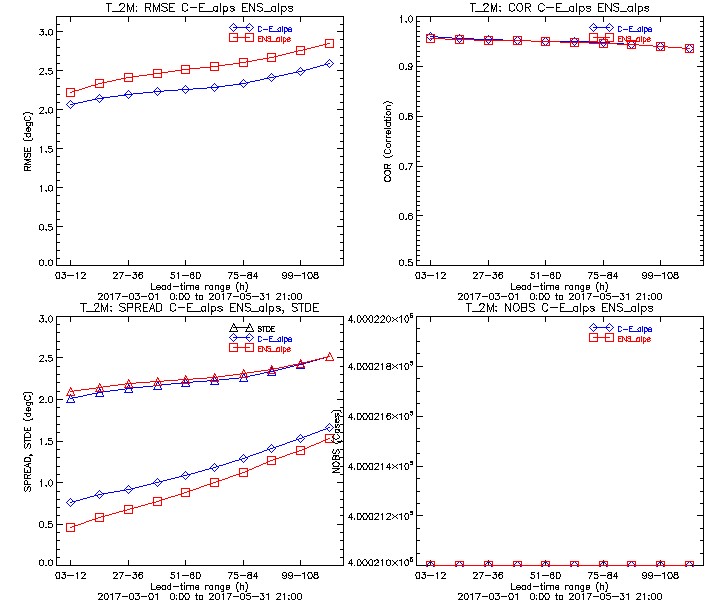 T_2M: RMSE C-E_alps ENS_alps
C-E_alps
ENS_alps
RMSE (degC)
3.0
2.5
2.0
1.5
1.0
0.5
0.0
03-12 27-36 51-60 75-84 99-108
Lead-time range (h)
2017-03-01 0:00 to 2017-05-31 21:00
T_2M: COR C-E_alps ENS_alps
C-E_alps
ENS_alps
COR (Correlation)
1.0
0.9
0.8
0.7
0.6
0.5
03-12 27-36 51-60 75-84 99-108
Lead-time range (h)
2017-03-01 0:00 to 2017-05-31 21:00
T_2M: SPREAD C-E_alps ENS_alps, STDE
STDE
C-E_alps
ENS_alps
SPREAD, STDE (degC)
3.0
2.5
2.0
1.5
1.0
0.5
0.0
03-12 27-36 51-60 75-84 99-108
Lead-time range (h)
2017-03-01 0:00 to 2017-05-31 21:00
T_2M: NOBS C-E_alps ENS_alps
C-E_alps
ENS_alps
NOBS (Cases)
4.000220×10⁵
4.000218×10⁵
4.000216×10⁵
4.000214×10⁵
4.000212×10⁵
4.000210×10⁵
03-12 27-36 51-60 75-84 99-108
Lead-time range (h)
2017-03-01 0:00 to 2017-05-31 21:00